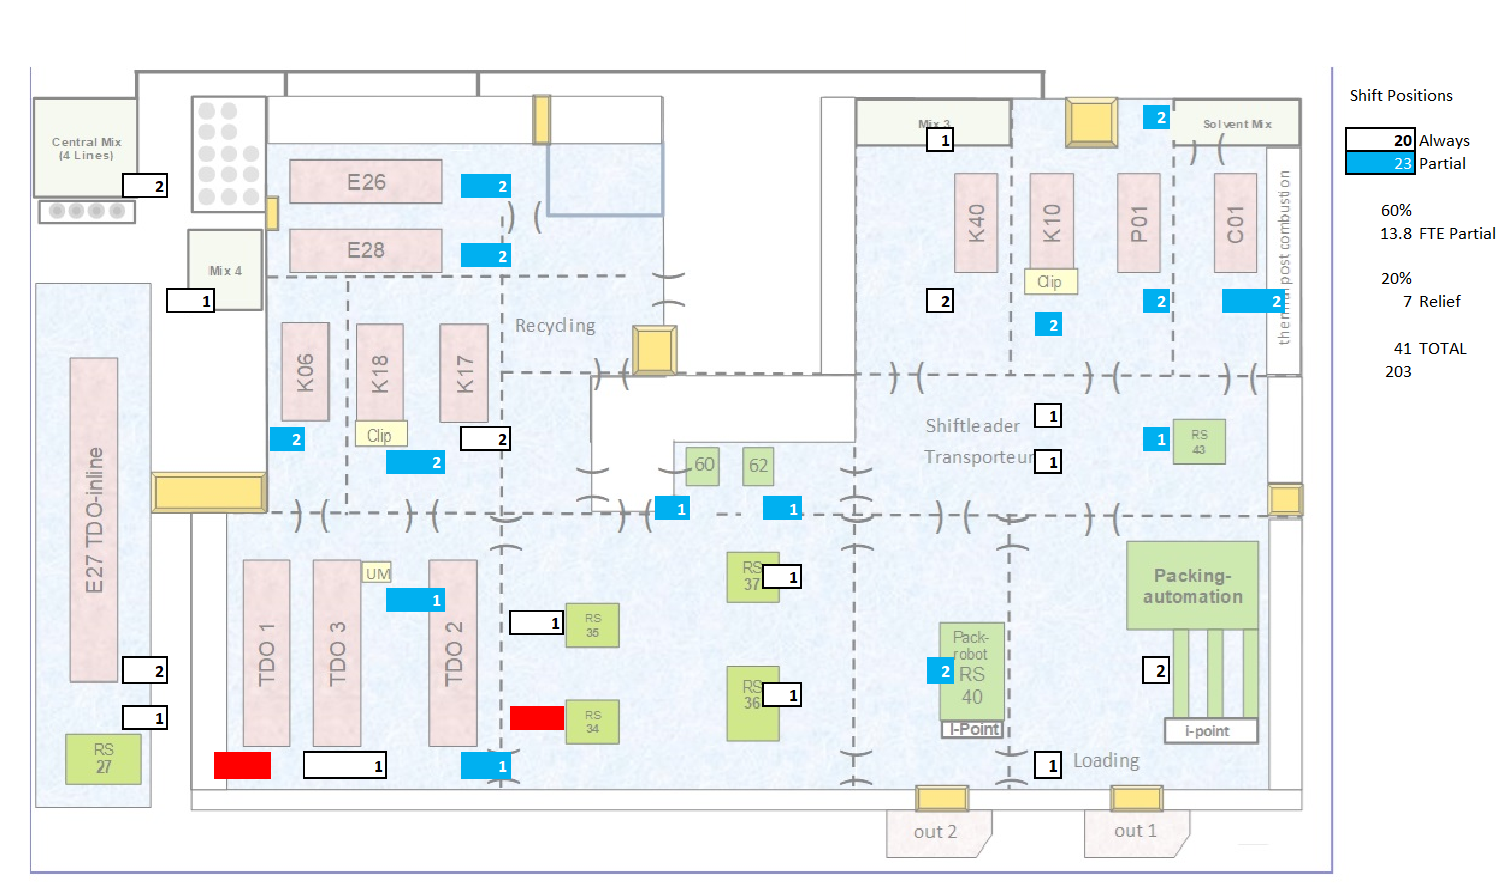 Shift Positions
20 Always
23 Partial
60%
13.8 FTE Partial
20%
7 Relief
41 TOTAL
203
Central Mix
(4 Lines)
2
Mix 4
1
E26
2
E28
2
Recycling
K06
2
K18
Clip
2
K17
2
E27 TDO-inline
2
1
RS
27
TDO 1
TDO 3
UM
1
TDO 2
1
1
60
1
62
1
RS
37
1
1
RS
35
RS
34
RS
36
1
Mix 3
1
2
Solvent Mix
K40
2
K10
Clip
2
P01
2
C01
2
thermal post combustion
Shiftleader
1
Transporteur
1
1
RS
43
Packing-
automation
2
i-point
Pack-
robot
2
RS
40
I-Point
1
Loading
out 2
out 1